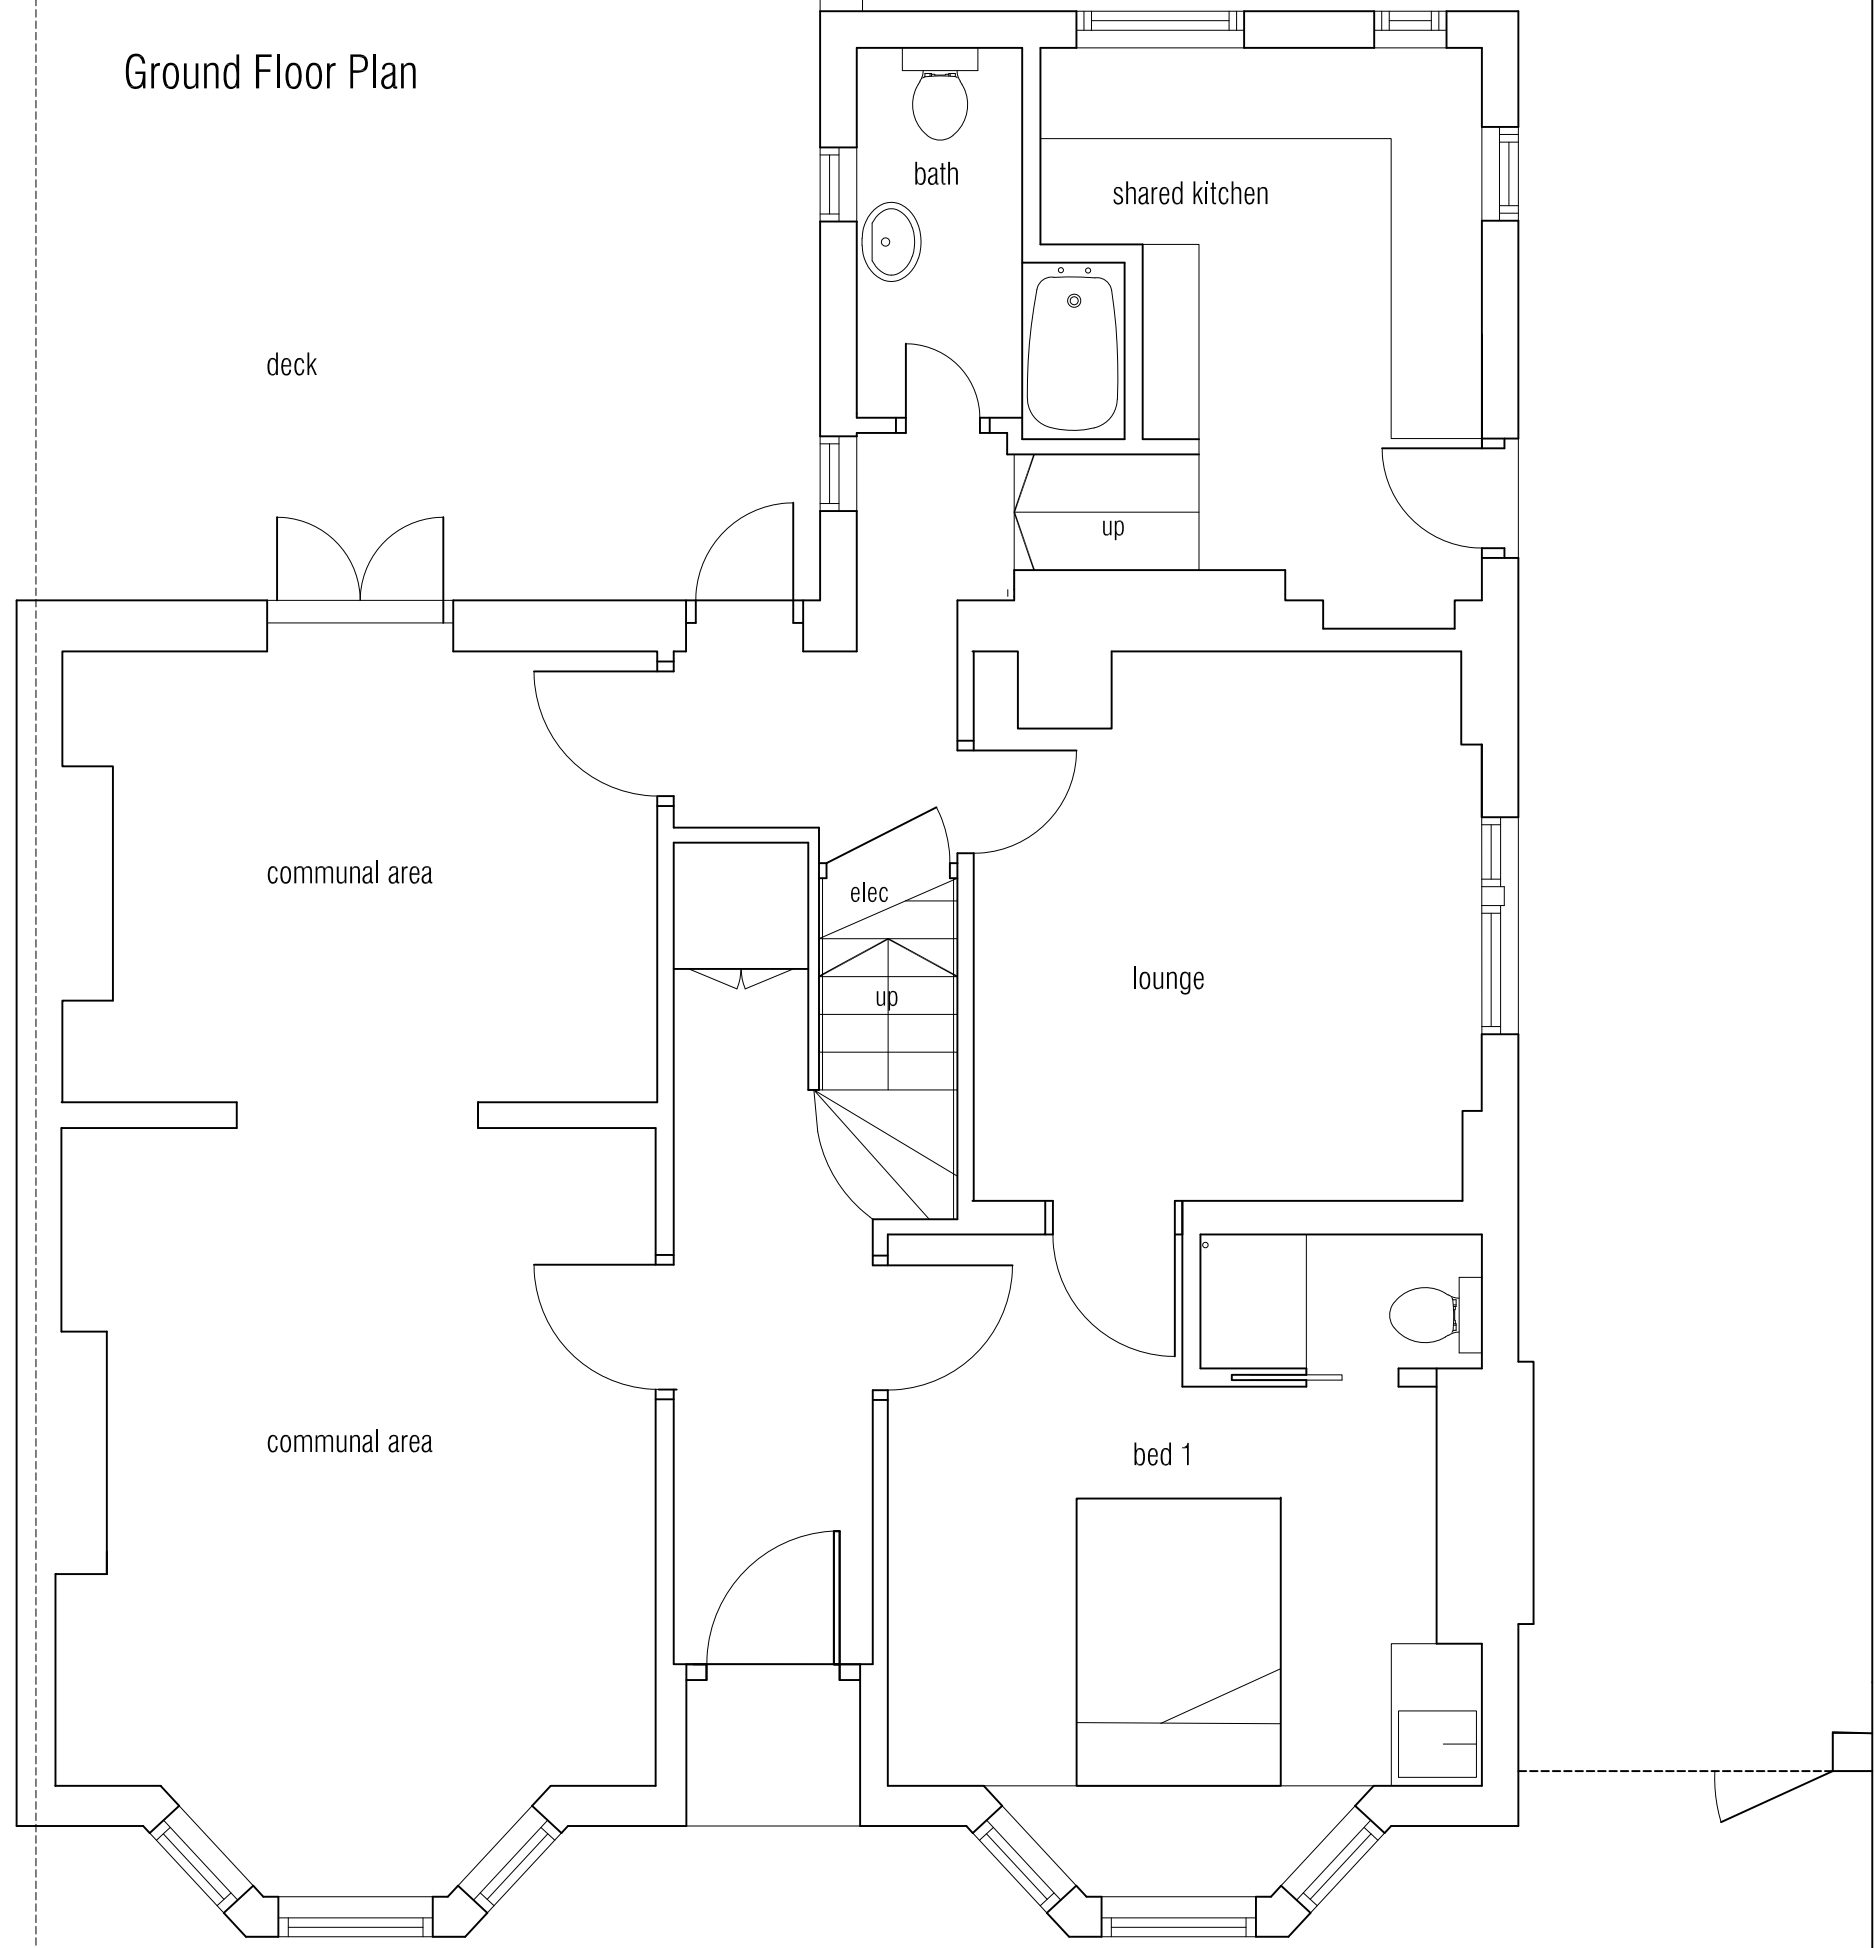 Ground Floor Plan
bath
shared kitchen
deck
up
communal area
elec
up
lounge
communal area
bed 1